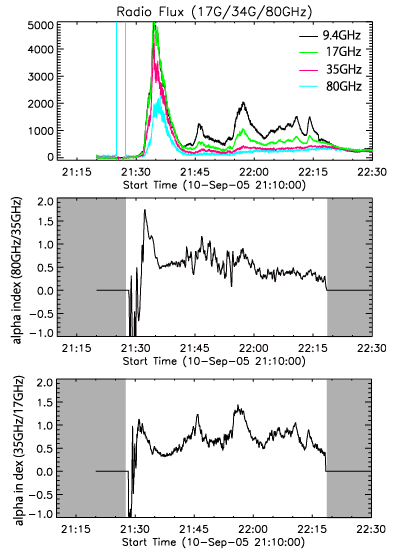 Radio Flux (17G/34G/80GHz)
5000
4000
3000
2000
1000
0
9.4GHz
17GHz
35GHz
80GHz
21:15 21:30 21:45 22:00 22:15 22:30
Start Time (10-Sep-05 21:10:00)
alpha index (80GHz/35GHz)
2.0
1.5
1.0
0.5
0.0
-0.5
-1.0
21:15 21:30 21:45 22:00 22:15 22:30
Start Time (10-Sep-05 21:10:00)
alpha in dex (35GHz/17GHz)
2.0
1.5
1.0
0.5
0.0
-0.5
-1.0
21:15 21:30 21:45 22:00 22:15 22:30
Start Time (10-Sep-05 21:10:00)